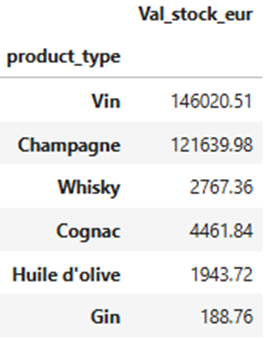 Val_stock_eur
product_type
Vin 146020.51
Champagne 121639.98
Whisky 2767.36
Cognac 4461.84
Huile d'olive 1943.72
Gin 188.76